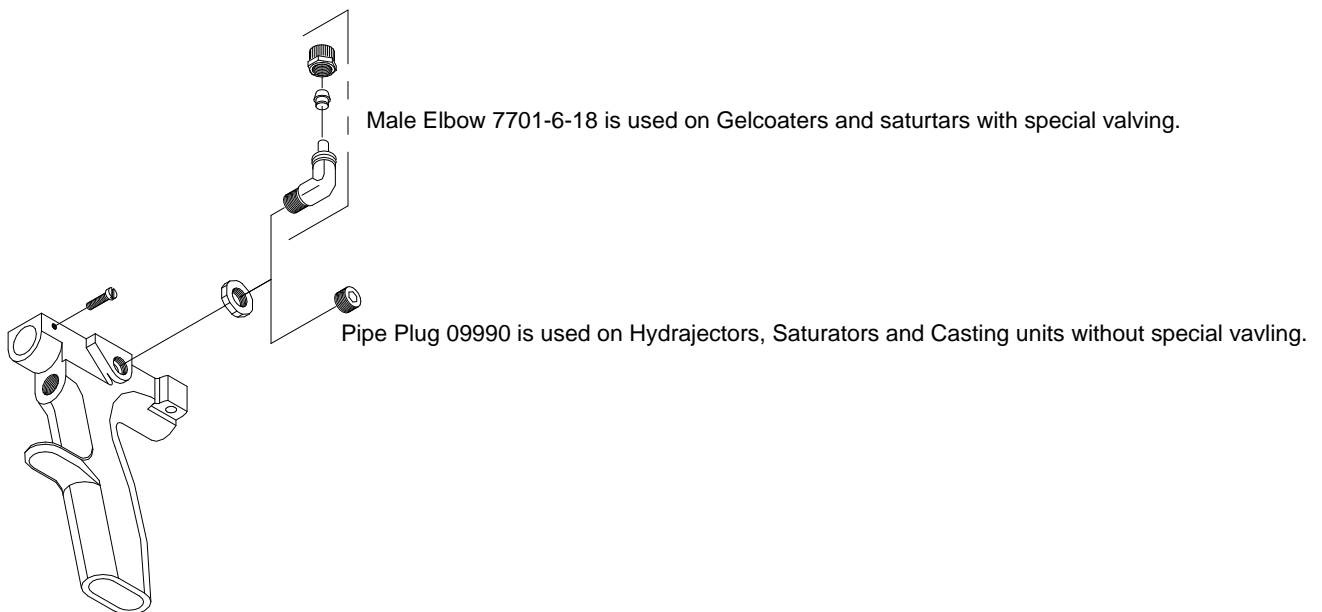 Male Elbow 7701-6-18 is used on Gelcoaters and saturtars with special valving.
Pipe Plug 09990 is used on Hydrajectors, Saturators and Casting units without special vavling.